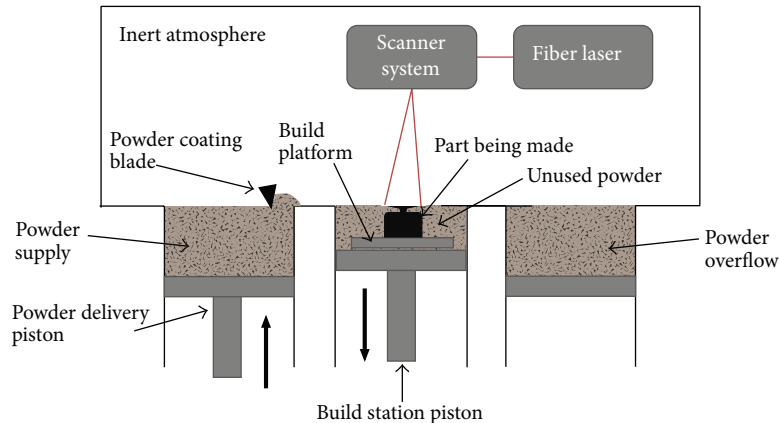 Inert atmosphere
Scanner
system
Fiber laser
Powder coating
blade
Build
platform
Part being made
Unused powder
Powder
supply
Powder
overflow
Powder delivery
piston
Build station piston